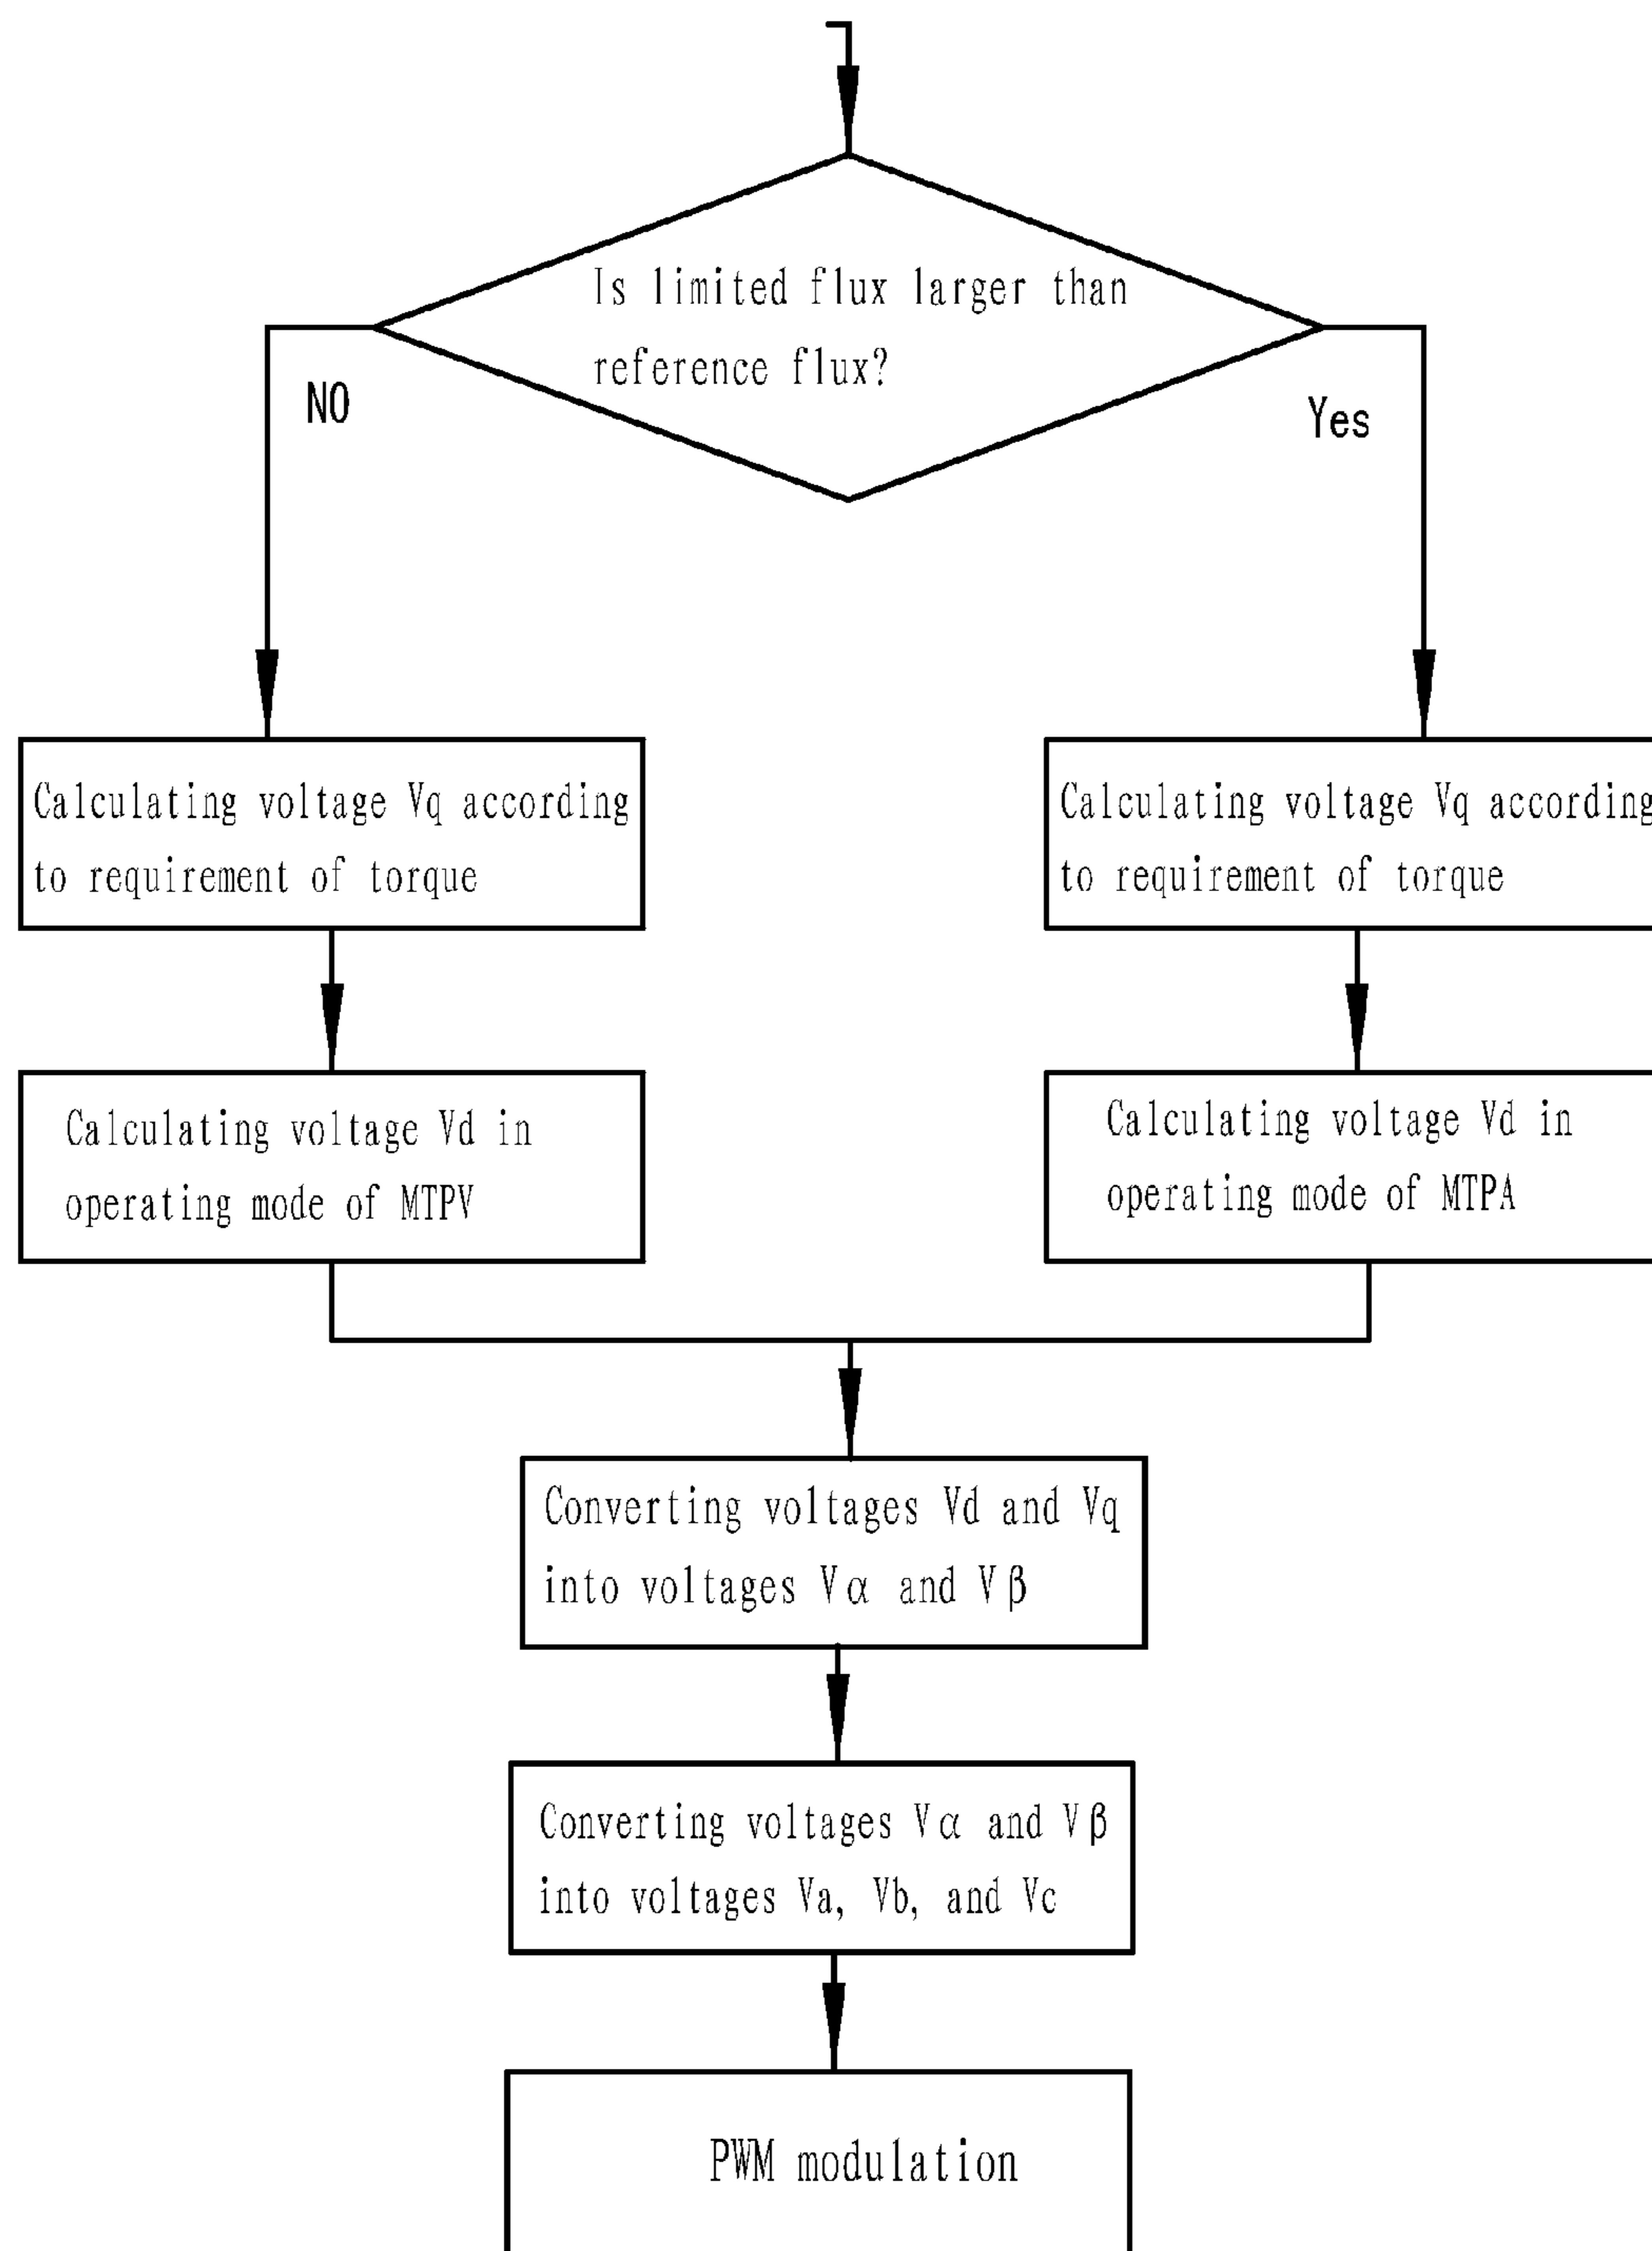 Is limited flux larger than
reference flux?
NO
Yes
Calculating voltage Vq according
to requirement of torque
Calculating voltage Vq according
to requirement of torque
Calculating voltage Vd in
operating mode of MTPV
Calculating voltage Vd in
operating mode of MTPA
Converting voltages Vd and Vq
into voltages Vα and Vβ
Converting voltages Vα and Vβ
into voltages Va, Vb, and Vc
PWM modulation